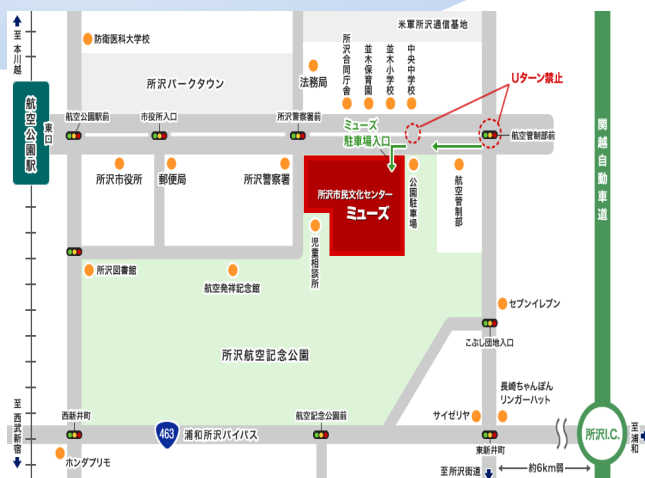 至
本川越
防衛医科大学校
米軍所沢通信基地
所沢パークタウン
法務局
所沢合同庁舎
並木保育園
並木小学校
中央中学校
Uターン禁止
航空公園駅
東口
航空公園駅前
市役所入口
所沢警察署前
ミューズ
駐車場入口
航空管制部前
関越自動車道
所沢市役所
郵便局
所沢警察署
所沢市民文化センター
ミューズ
公園駐車場
航空管制部
児童相談所
所沢図書館
航空発祥記念館
セブンイレブン
こぶし団地入口
所沢航空記念公園
長崎ちゃんぽん
リンガーハット
サイゼリヤ
至
西武新宿
西新井町
463
浦和所沢バイパス
航空記念公園前
東新井町
所沢I.C.
至
浦和
ホンダプリモ
至所沢街道
約6km弱